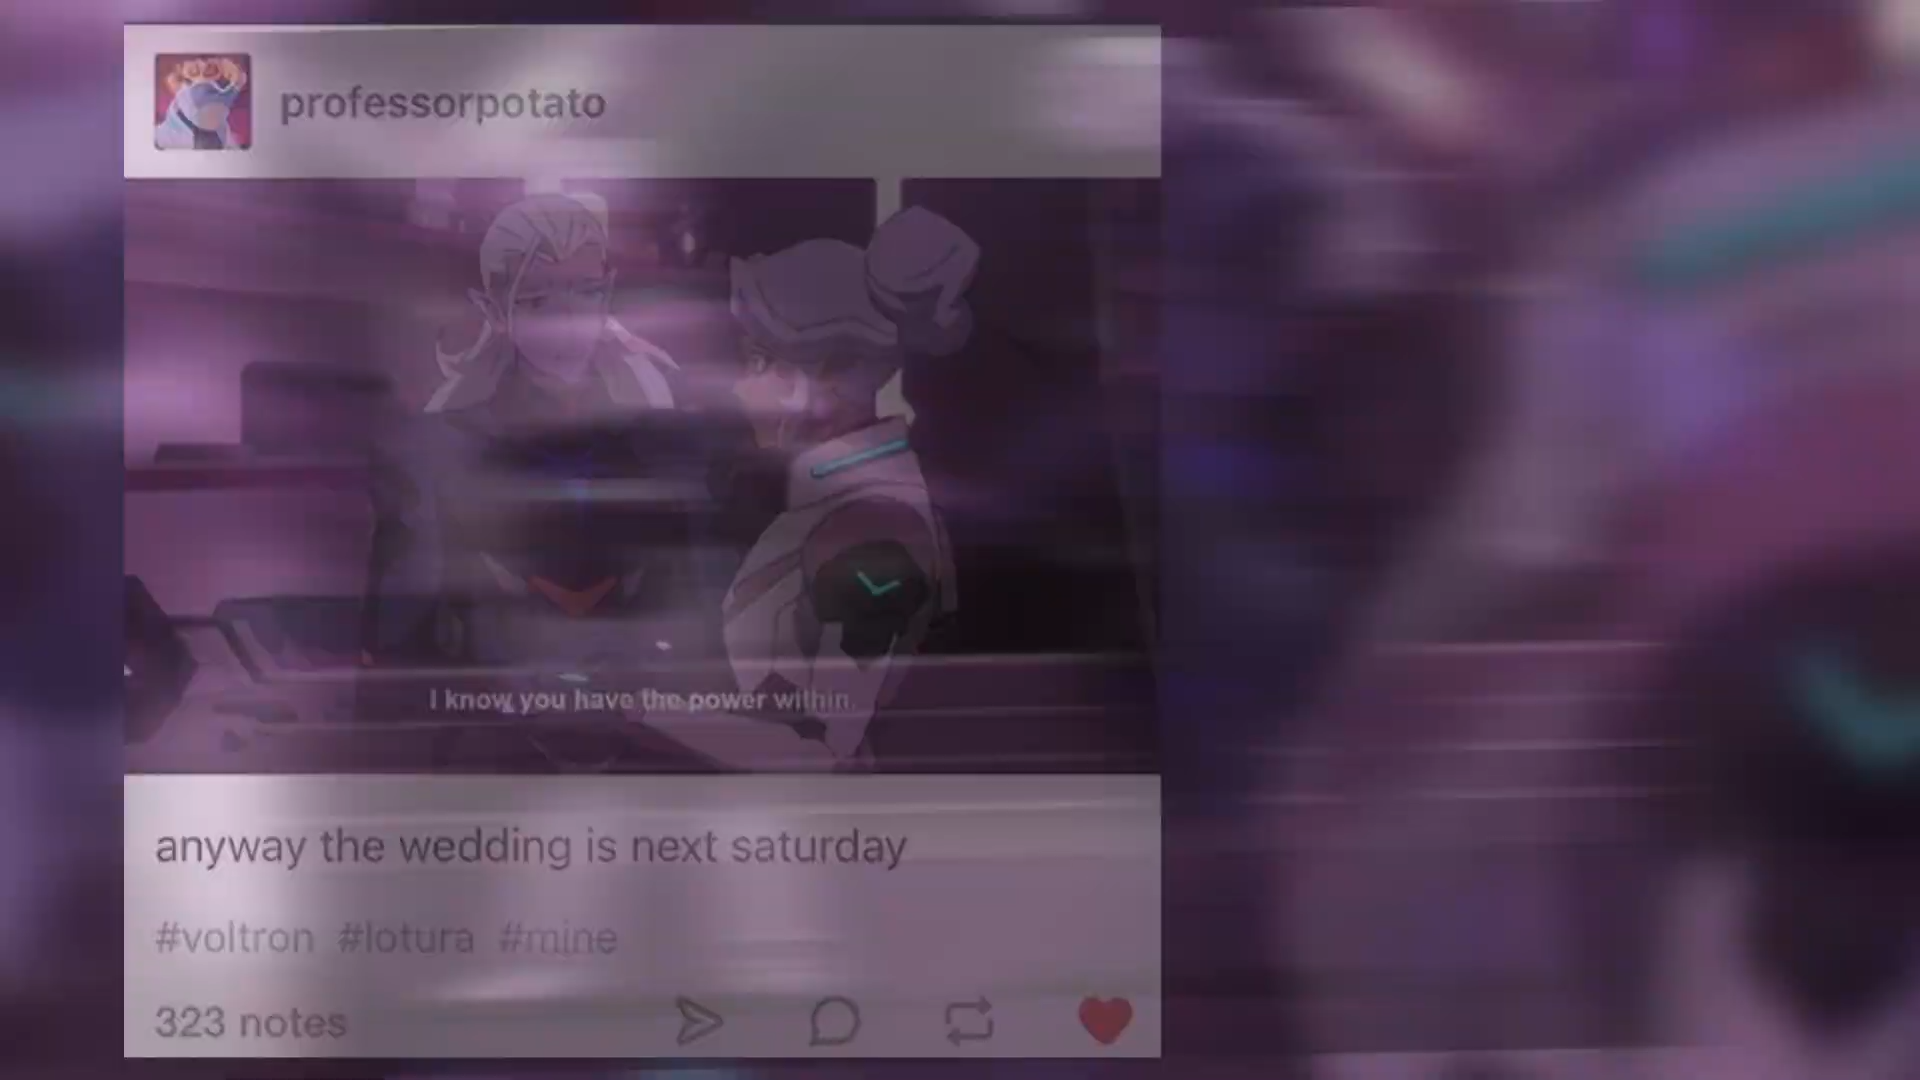 professorpotato
I know you have the power within.
anyway the wedding is next saturday
#voltron #lotura #mine
323 notes